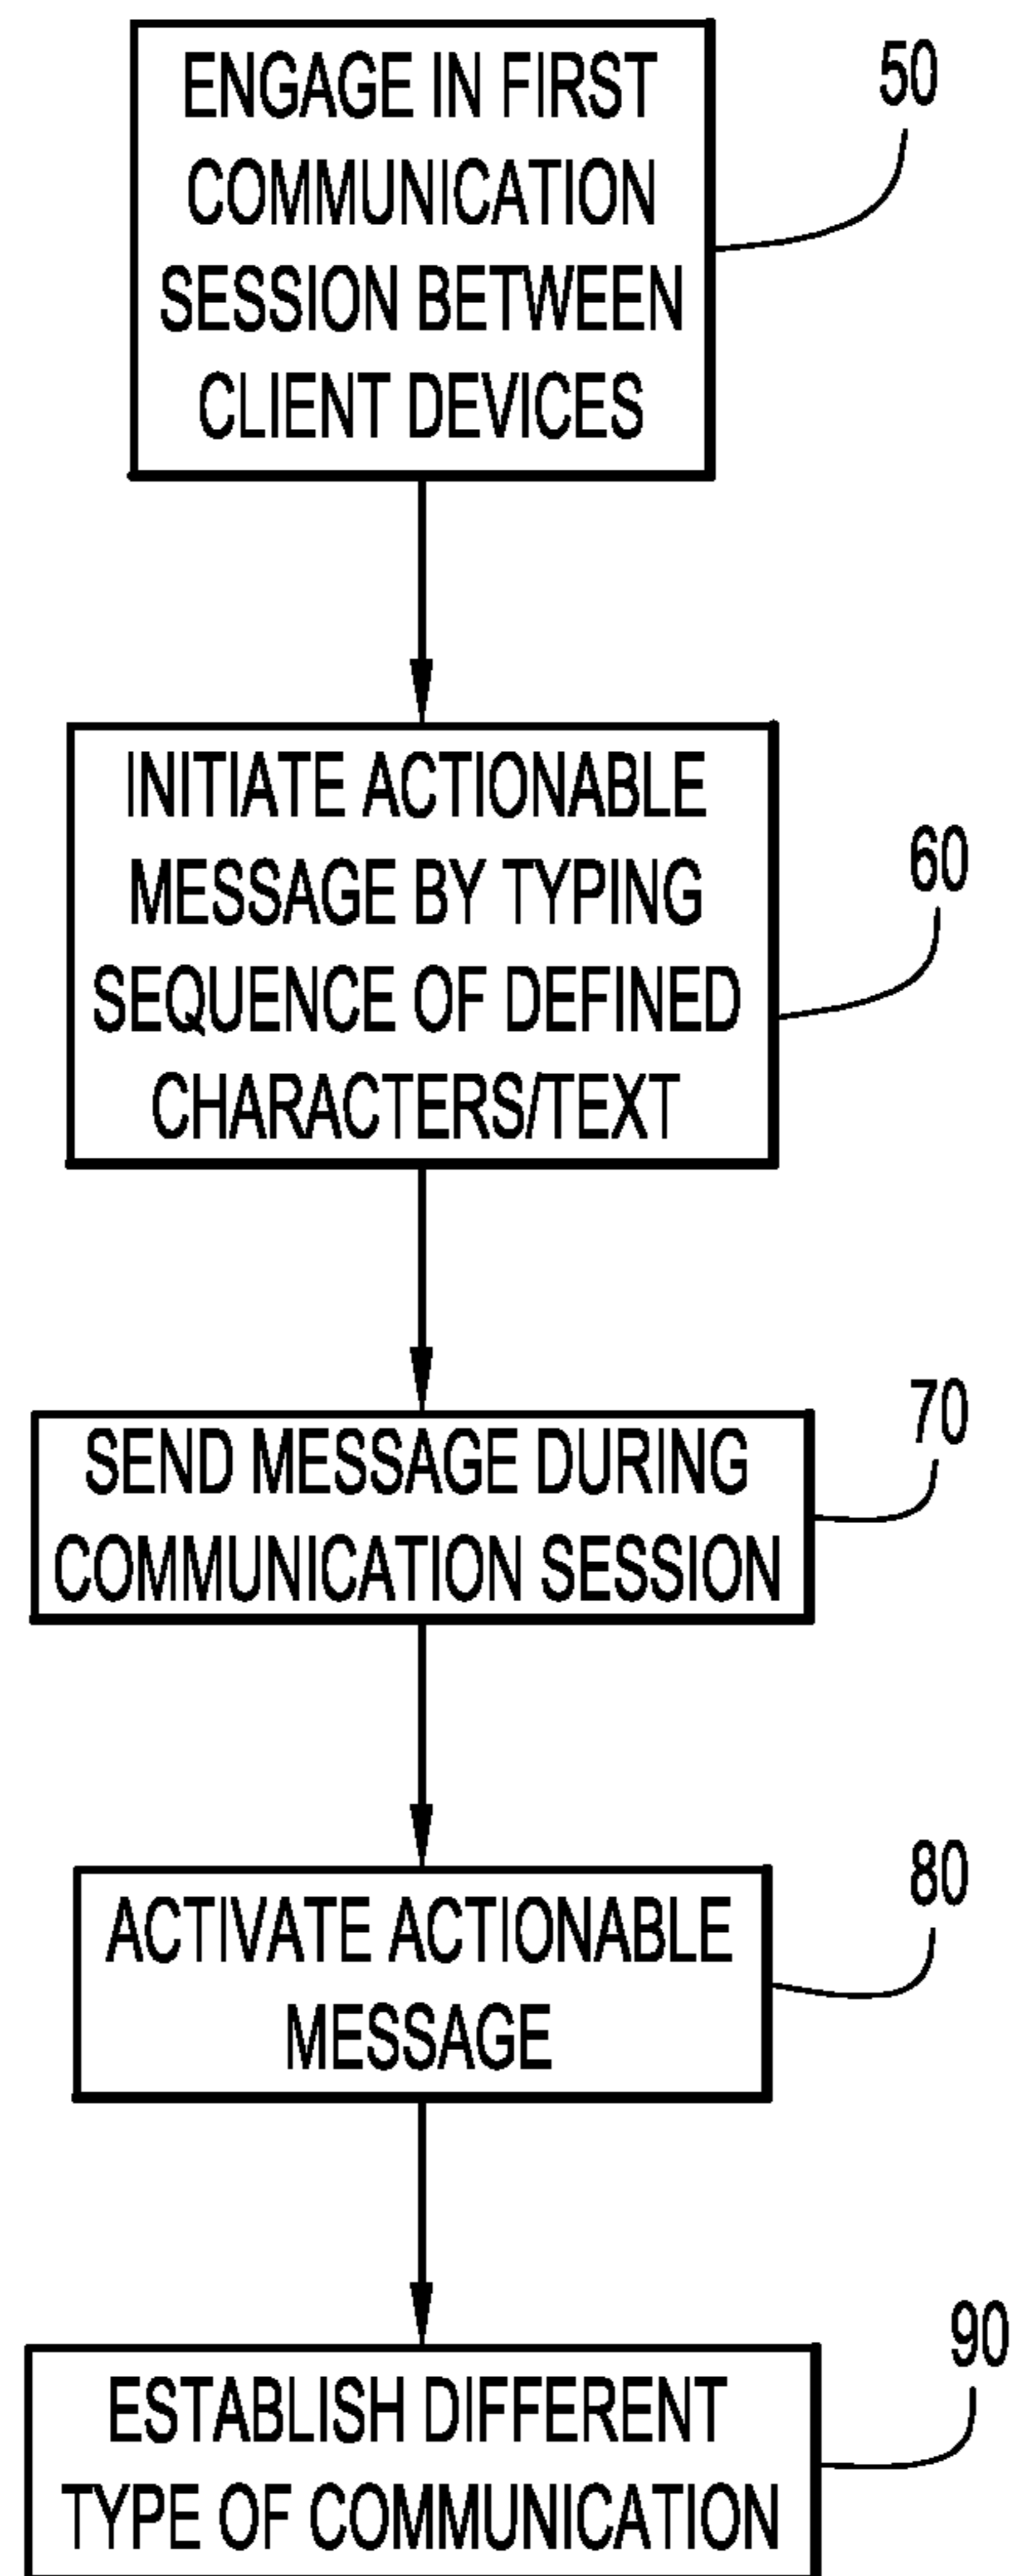 ENGAGE IN FIRST
COMMUNICATION
SESSION BETWEEN
CLIENT DEVICES
50
INITIATE ACTIONABLE
MESSAGE BY TYPING
SEQUENCE OF DEFINED
CHARACTERS/TEXT
60
SEND MESSAGE DURING
COMMUNICATION SESSION
70
ACTIVATE ACTIONABLE
MESSAGE
80
ESTABLISH DIFFERENT
TYPE OF COMMUNICATION
90